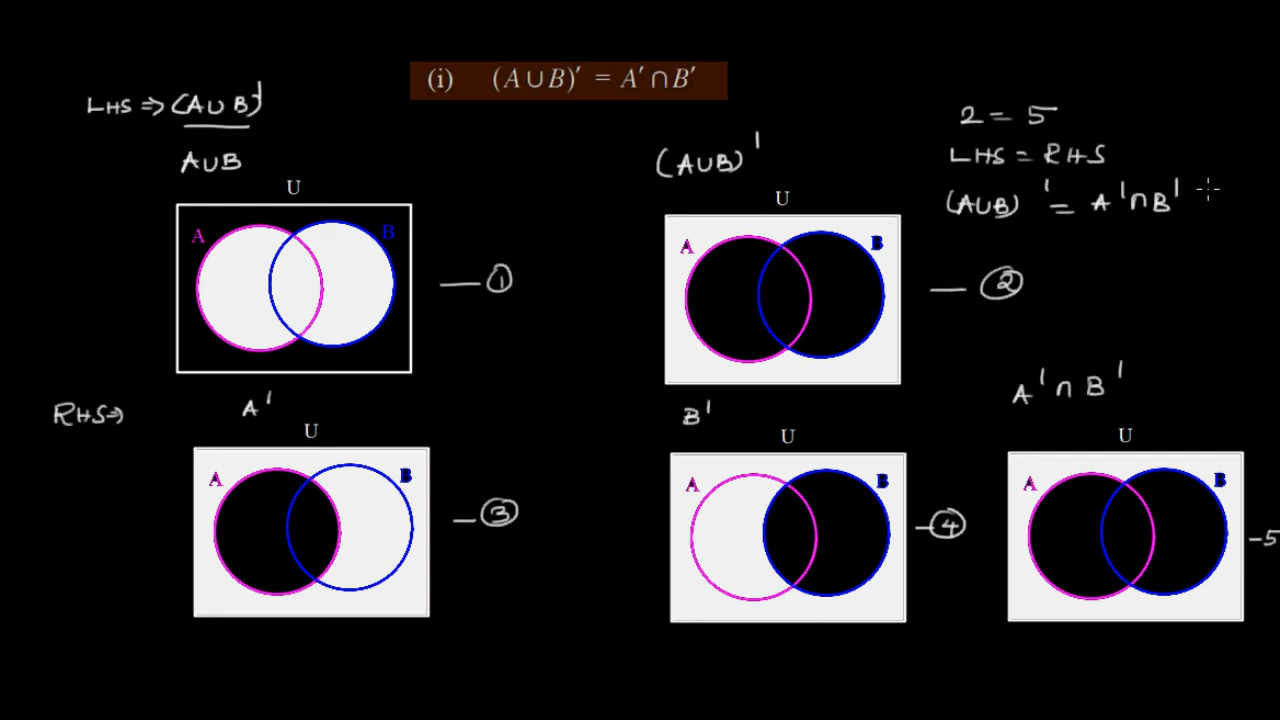 (i) (A∪B)′ = A′∩B′
LHS ⇒ (A∪B)'
A∪B
U
A B
— ①
(A∪B)'
U
A B
— ②
2 = 5
LHS = RHS
(A∪B)' = A'∩B'
RHS ⇒
A'
U
A B
– ③
B'
U
A B
– ④
A'∩B'
U
A B
– 5